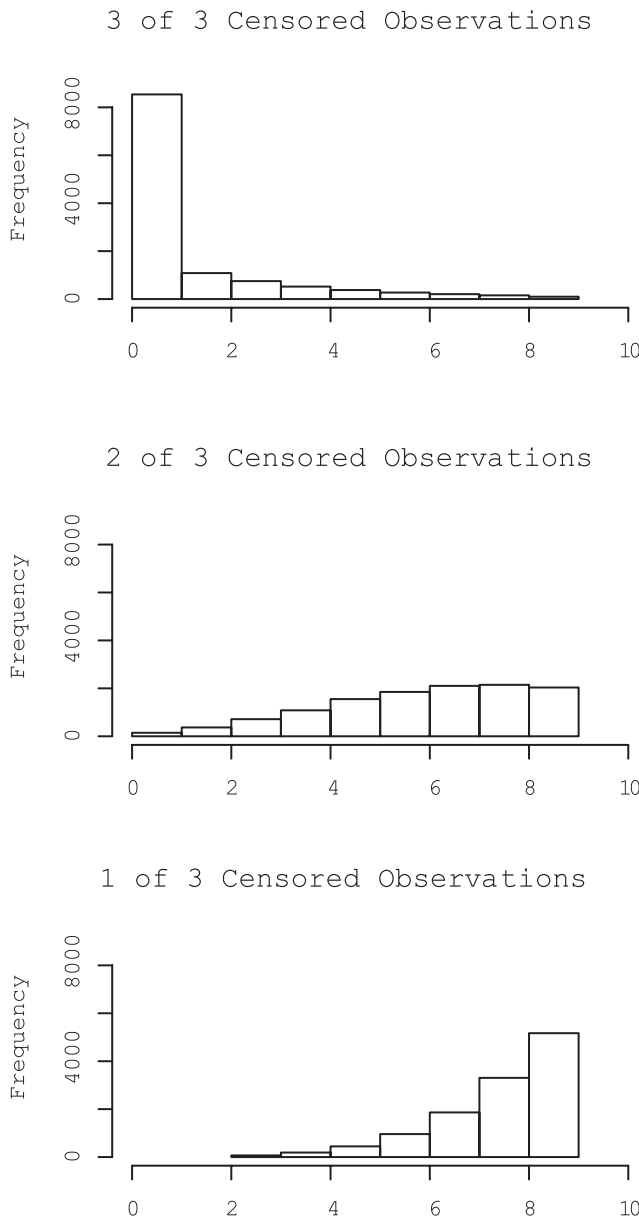 3 of 3 Censored Observations
Frequency
8000
4000
0
0 2 4 6 8 10
2 of 3 Censored Observations
Frequency
8000
4000
0
0 2 4 6 8 10
1 of 3 Censored Observations
Frequency
8000
4000
0
0 2 4 6 8 10